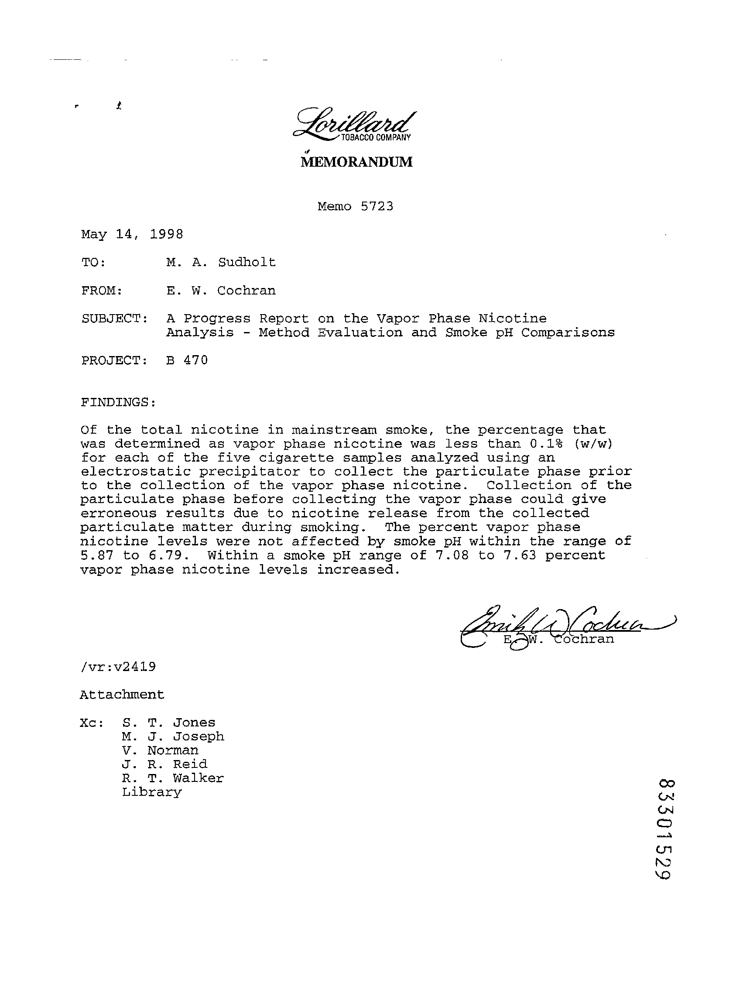 Lorillard
TOBACCO COMPANY
MEMORANDUM
Memo 5723
May 14, 1998
TO: M. A. Sudholt
FROM: E. W. Cochran
SUBJECT: A Progress Report on the Vapor Phase Nicotine
Analysis - Method Evaluation and Smoke pH Comparisons
PROJECT: B 470
FINDINGS:
Of the total nicotine in mainstream smoke, the percentage that
was determined as vapor phase nicotine was less than 0.1% (w/w)
for each of the five cigarette samples analyzed using an
electrostatic precipitator to collect the particulate phase prior
to the collection of the vapor phase nicotine. Collection of the
particulate phase before collecting the vapor phase could give
erroneous results due to nicotine release from the collected
particulate matter during smoking. The percent vapor phase
nicotine levels were not affected by smoke pH within the range of
5.87 to 6.79. Within a smoke pH range of 7.08 to 7.63 percent
vapor phase nicotine levels increased.
E. W. Cochran
/vr:v2419
Attachment
Xc: S. T. Jones
M. J. Joseph
V. Norman
J. R. Reid
R. T. Walker
Library
83301529